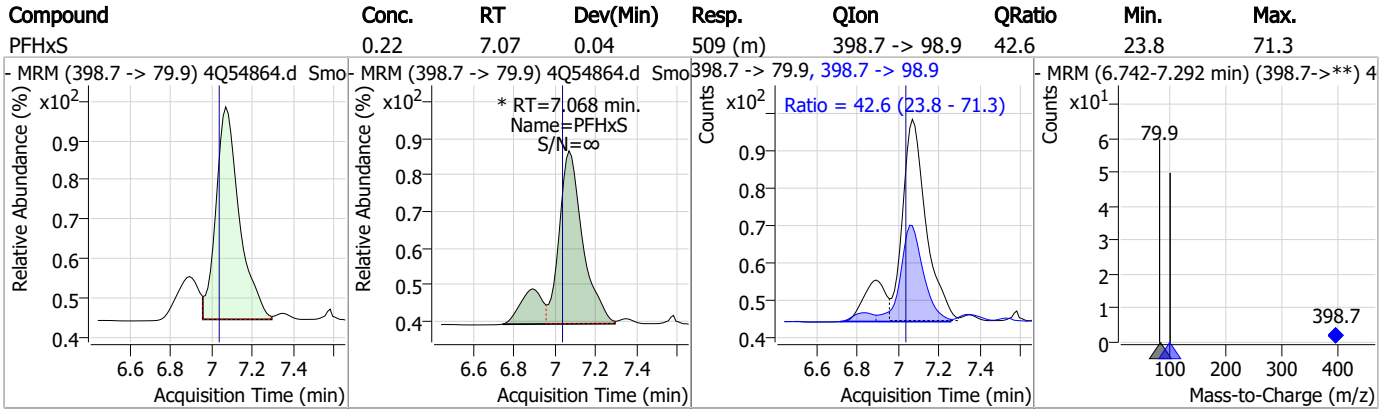 Compound Conc. RT Dev(Min) Resp. QIon QRatio Min. Max.
PFHxS 0.22 7.07 0.04 509 (m) 398.7 -> 98.9 42.6 23.8 71.3
- MRM (398.7 -> 79.9) 4Q54864.d Smo
Relative Abundance (%)
x10²
0.9
0.8
0.7
0.6
0.5
0.4
6.6 6.8 7 7.2 7.4
Acquisition Time (min)
- MRM (398.7 -> 79.9) 4Q54864.d Smo
Relative Abundance (%)
x10²
* RT=7.068 min.
Name=PFHxS
S/N=∞
0.9
0.8
0.7
0.6
0.5
0.4
6.6 6.8 7 7.2 7.4
Acquisition Time (min)
398.7 -> 79.9, 398.7 -> 98.9
Counts
x10²
Ratio = 42.6 (23.8 - 71.3)
0.9
0.8
0.7
0.6
0.5
0.4
6.6 6.8 7 7.2 7.4
Acquisition Time (min)
- MRM (6.742-7.292 min) (398.7->**) 4
Counts
x10¹
79.9
398.7
6
5
4
3
2
1
0
100 200 300 400
Mass-to-Charge (m/z)